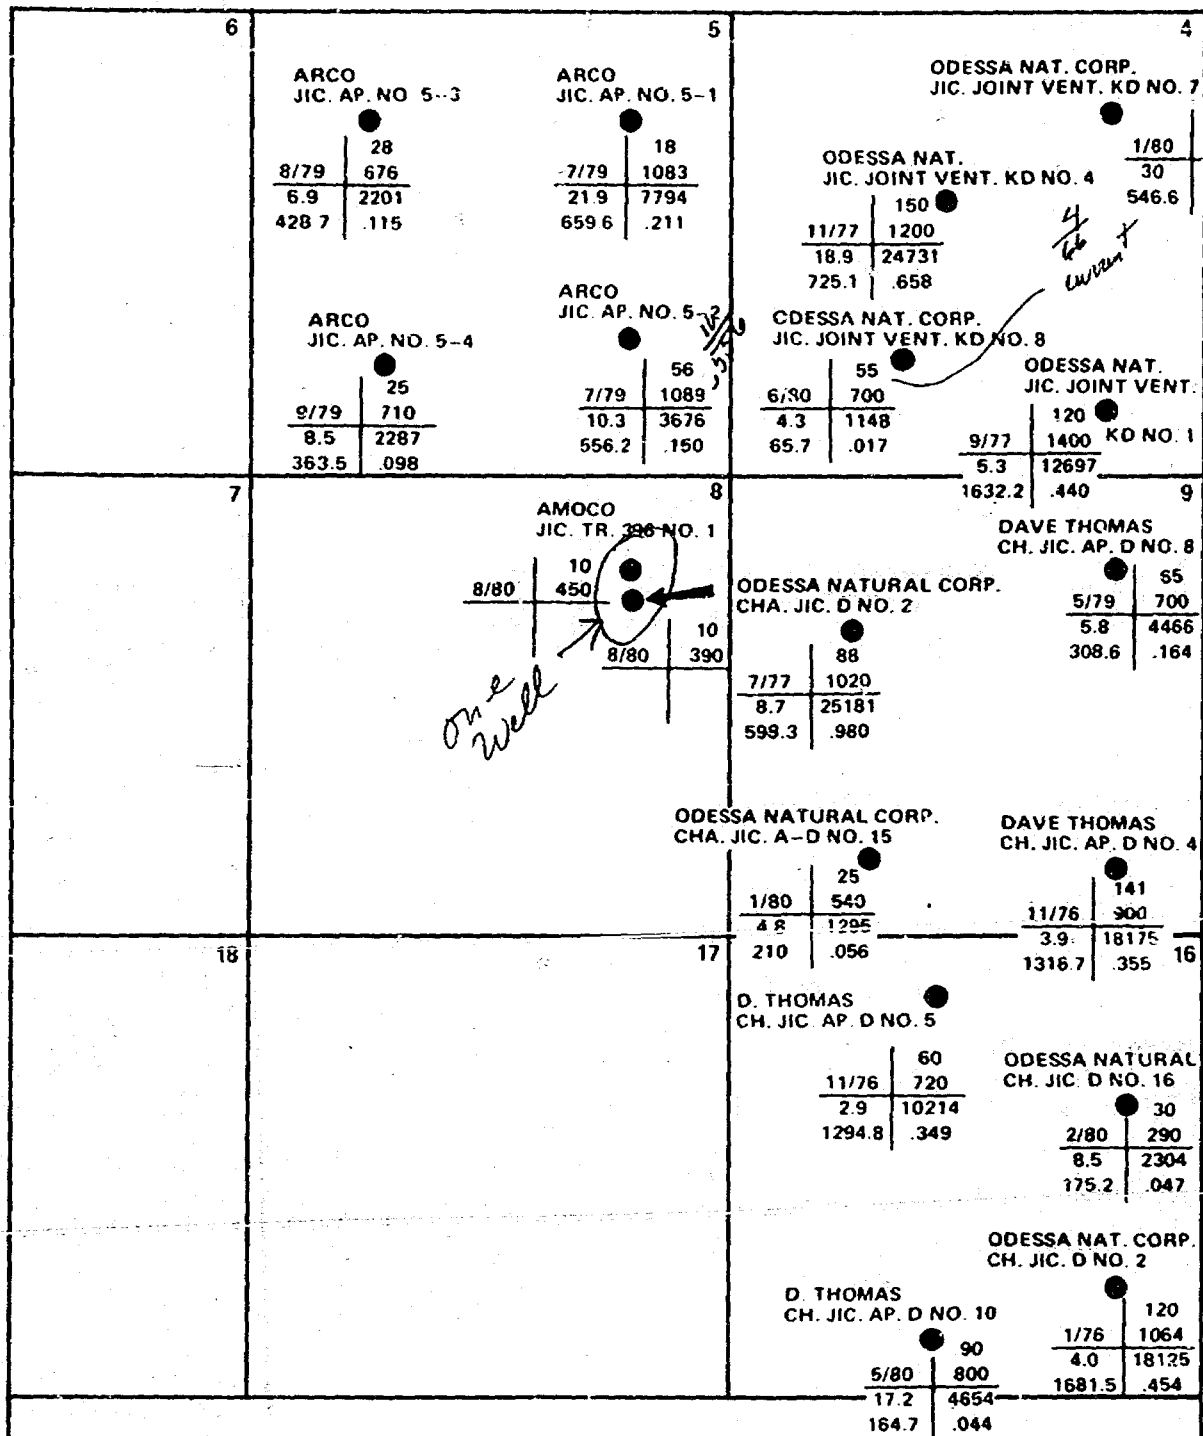 6
5
4
ARCO
JIC. AP. NO 5-3
28
8/79 676
6.9 2201
428 7 .115
ARCO
JIC. AP. NO. 5-1
18
7/79 1083
21.9 7794
659.6 .211
ODESSA NAT. CORP.
JIC. JOINT VENT. KD NO. 7
1/80
30
546.6
ODESSA NAT.
JIC. JOINT VENT. KD NO. 4
150
11/77 1200
18.9 24731
725.1 .658
4
66
current
ARCO
JIC. AP. NO. 5-4
25
9/79 710
8.5 2287
363.5 .098
ARCO
JIC. AP. NO. 5-2
56
7/79 1089
10.3 3676
556.2 .150
ODESSA NAT. CORP.
JIC. JOINT VENT. KD NO. 8
55
6/80 700
4.3 1148
65.7 .017
ODESSA NAT.
JIC. JOINT VENT.
KD NO. 1
120
9/77 1400
5.3 12697
1632.2 .440
7
8
9
AMOCO
JIC. TR. 396 NO. 1
10
8/80 450
10
8/80 390
one
Well
ODESSA NATURAL CORP.
CHA. JIC. D NO. 2
88
7/77 1020
8.7 25181
598.3 .980
DAVE THOMAS
CH. JIC. AP. D NO. 8
65
5/79 700
5.8 4466
308.6 .164
ODESSA NATURAL CORP.
CHA. JIC. A-D NO. 15
25
1/80 540
4.8 1295
210 .056
DAVE THOMAS
CH. JIC. AP. D NO. 4
141
11/76 900
3.9 18175
1316.7 .355
18
17
16
D. THOMAS
CH. JIC. AP. D NO. 5
60
11/76 720
2.9 10214
1294.8 .349
ODESSA NATURAL
CH. JIC. D NO. 16
30
2/80 290
8.5 2304
175.2 .047
ODESSA NAT. CORP.
CH. JIC. D NO. 2
120
1/76 1064
4.0 18125
1681.5 .454
D. THOMAS
CH. JIC. AP. D NO. 10
90
5/80 800
17.2 4654
164.7 .044